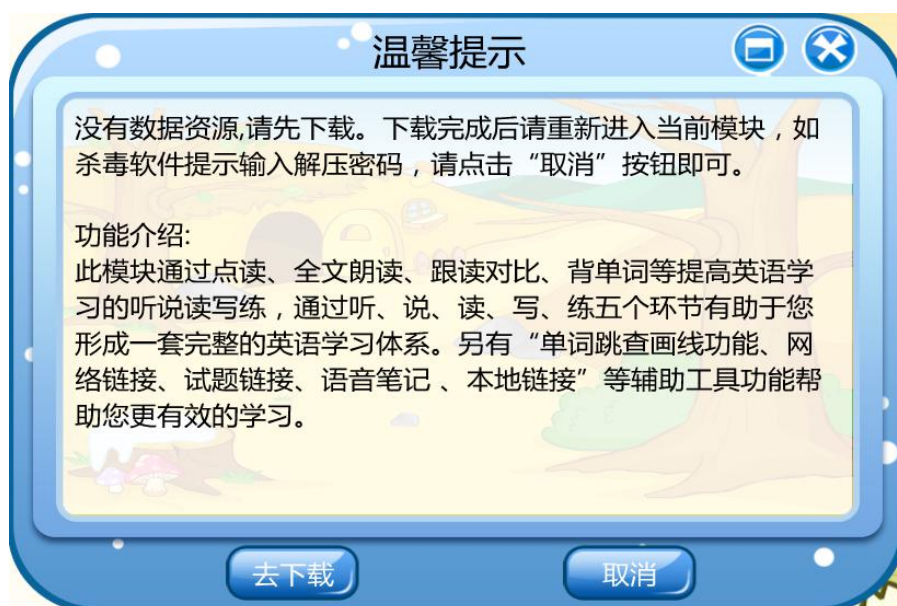 温馨提示
没有数据资源,请先下载。下载完成后请重新进入当前模块，如
杀毒软件提示输入解压密码，请点击“取消”按钮即可。
功能介绍:
此模块通过点读、全文朗读、跟读对比、背单词等提高英语学
习的听说读写练，通过听、说、读、写、练五个环节有助于您
形成一套完整的英语学习体系。另有“单词跳查画线功能、网
络链接、试题链接、语音笔记 、本地链接”等辅助工具功能帮
助您更有效的学习。
去下载
取消